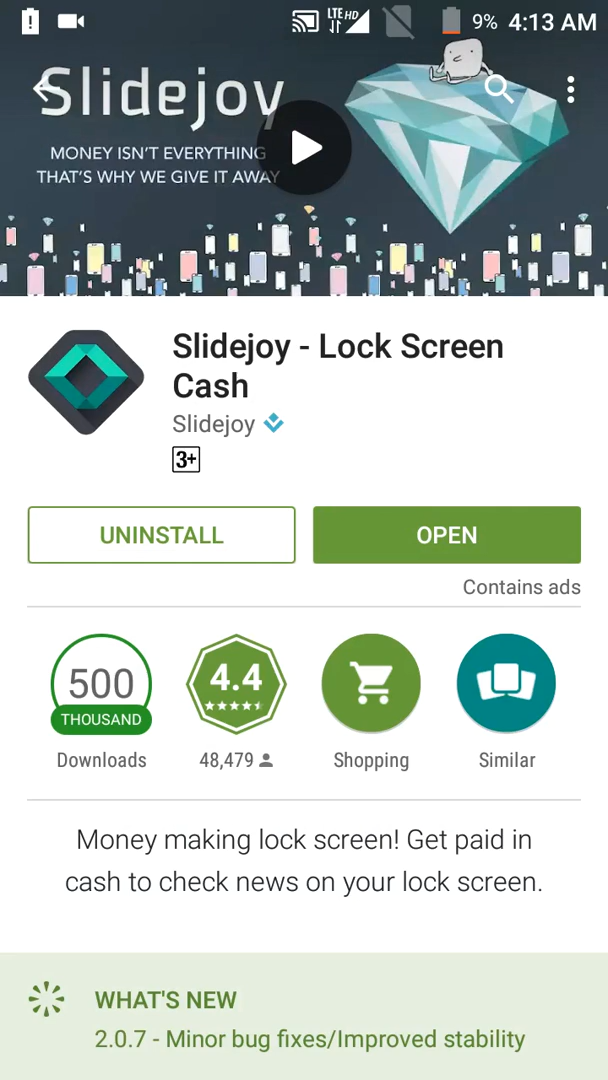 LTE HD 9% 4:13 AM
Slidejoy
MONEY ISN'T EVERYTHING
THAT'S WHY WE GIVE IT AWAY
Slidejoy - Lock Screen
Cash
Slidejoy
3+
UNINSTALL
OPEN
Contains ads
500
THOUSAND
4.4
Downloads
48,479
Shopping
Similar
Money making lock screen! Get paid in
cash to check news on your lock screen.
WHAT'S NEW
2.0.7 - Minor bug fixes/Improved stability